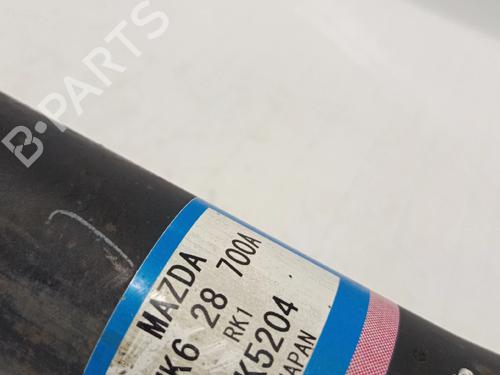 B-PARTS
MAZDA
K6 28 700A
RK1
K5204
JAPAN